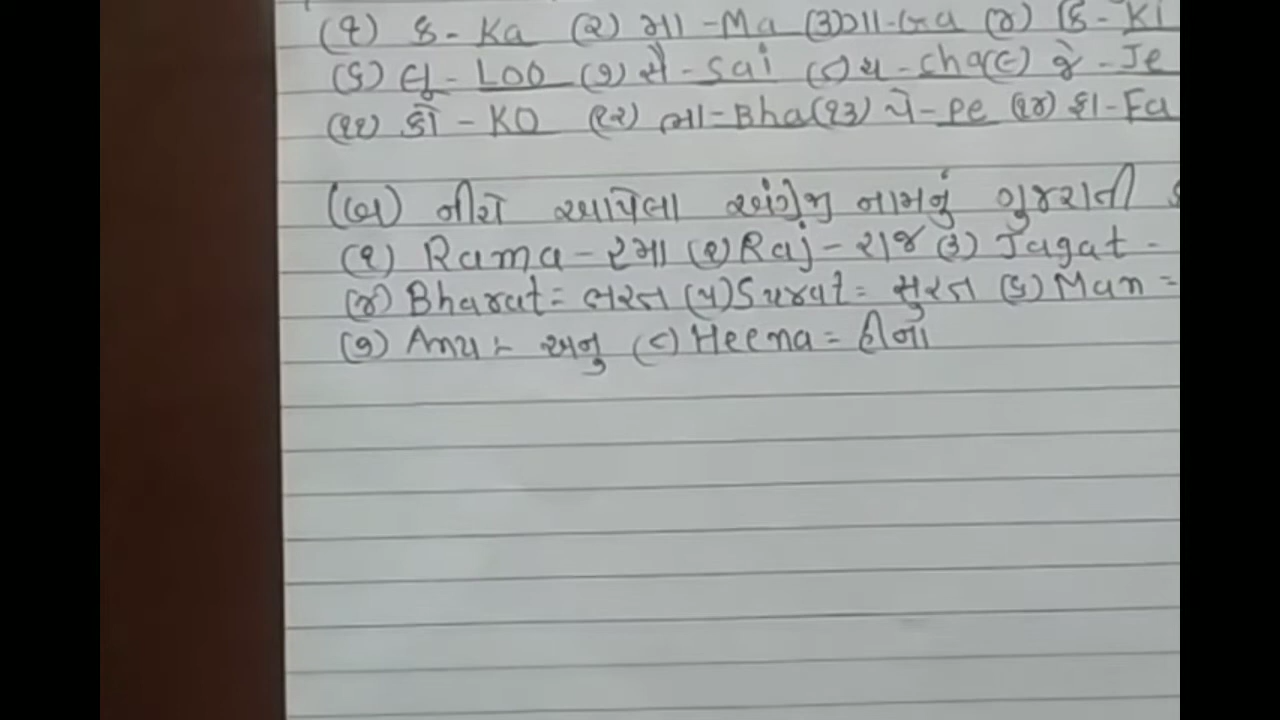 (૧) ક - Ka (૨) મા - Ma (૩) ગા - Ga (૪) કિ - Ki
(૬) લુ - Loo (૭) સૈ - Sai (૮) ચ - cha (૯) જે - Je
(૧૧) કો - KO (૧૨) ભા - Bha (૧૩) પે - Pe (૧૪) ફા - Fa
(બ) નીચે આપેલા અંગ્રેજી નામનું ગુજરાતી
(૧) Rama - રમા (૨) Raj - રાજ (૩) Jagat -
(૪) Bharat = ભરત (૫) Surat = સુરત (૬) Man =
(૭) Anu :- અનુ (૮) Heena = હીના